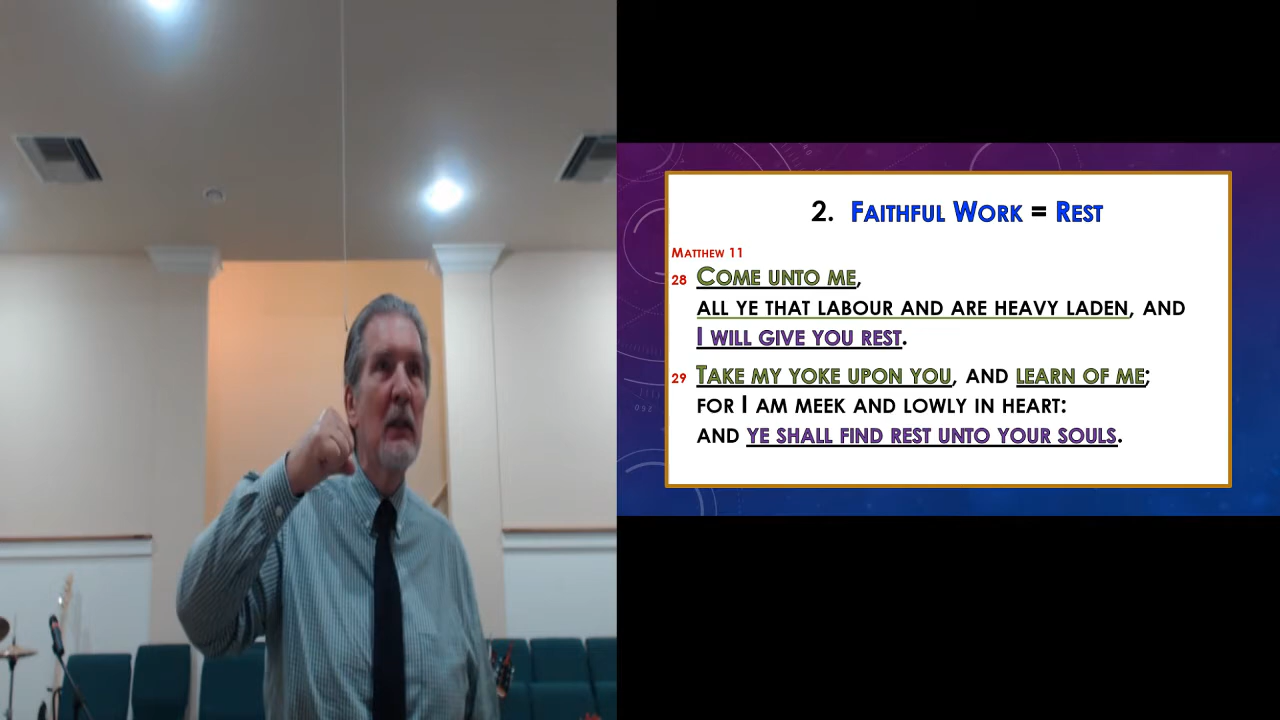 2. Faithful Work = Rest
Matthew 11
28 Come unto me,
all ye that labour and are heavy laden, and
I will give you rest.
29 Take my yoke upon you, and learn of me;
for I am meek and lowly in heart:
and ye shall find rest unto your souls.